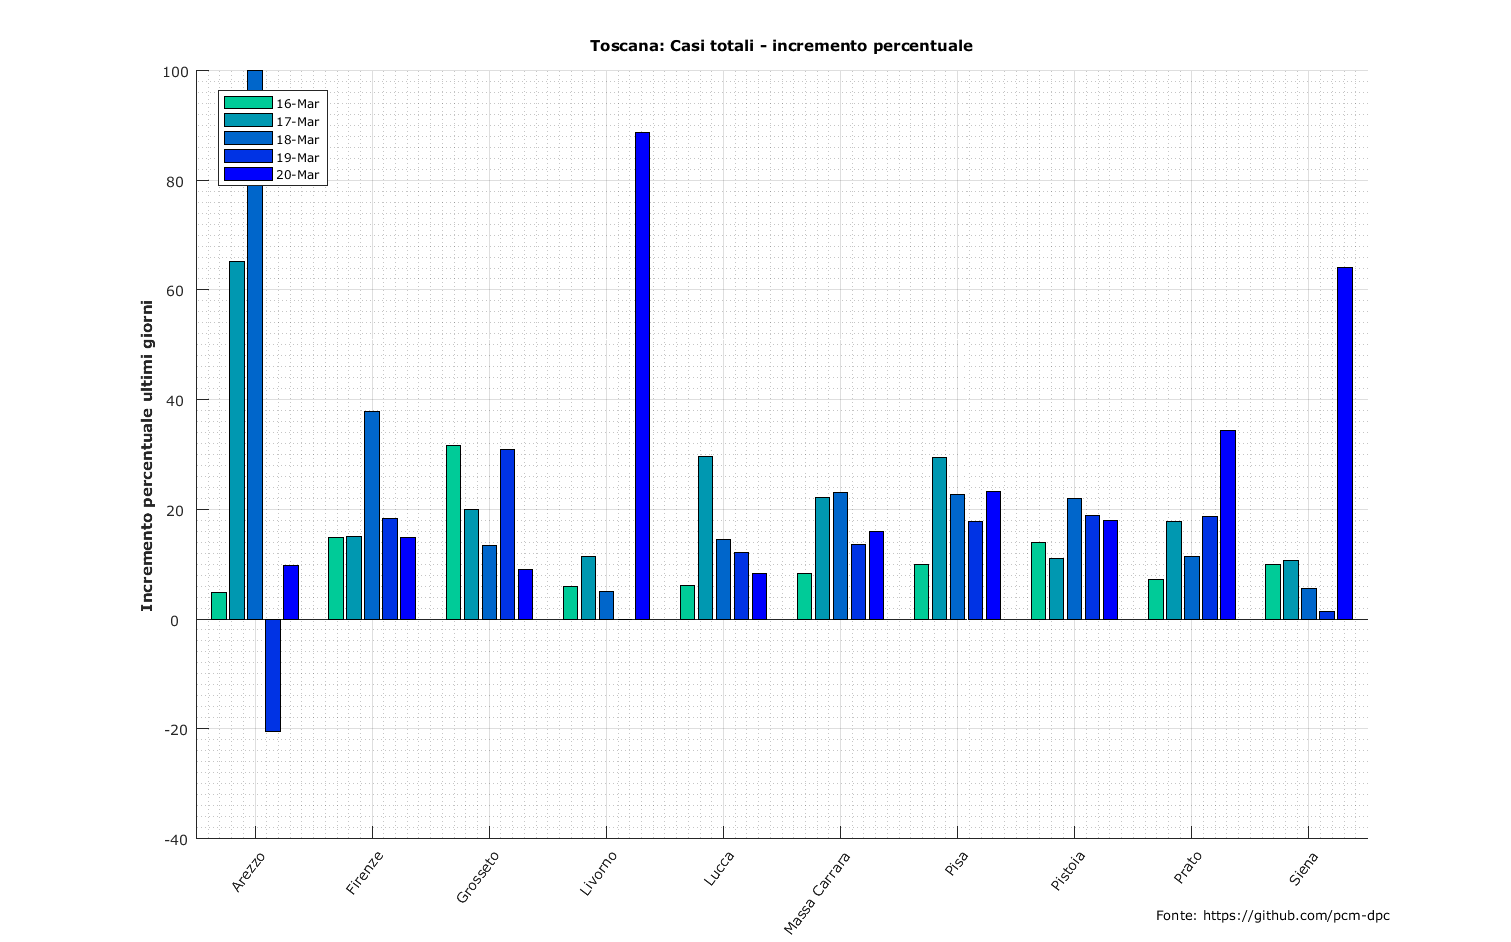 Toscana: Casi totali - incremento percentuale
Incremento percentuale ultimi giorni
100
80
60
40
20
0
-20
-40
16-Mar
17-Mar
18-Mar
19-Mar
20-Mar
Arezzo
Firenze
Grosseto
Livorno
Lucca
Massa Carrara
Pisa
Pistoia
Prato
Siena
Fonte: https://github.com/pcm-dpc